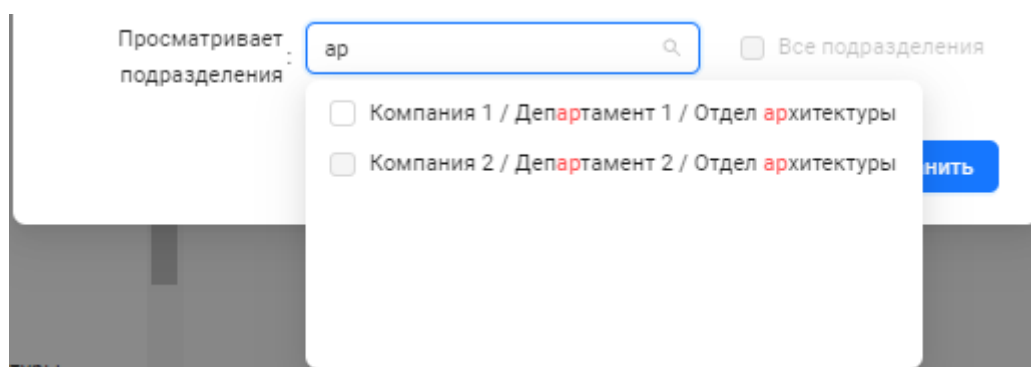 Просматривает
подразделения :
ар
Все подразделения
Компания 1 / Департамент 1 / Отдел архитектуры
Компания 2 / Департамент 2 / Отдел архитектуры
нить